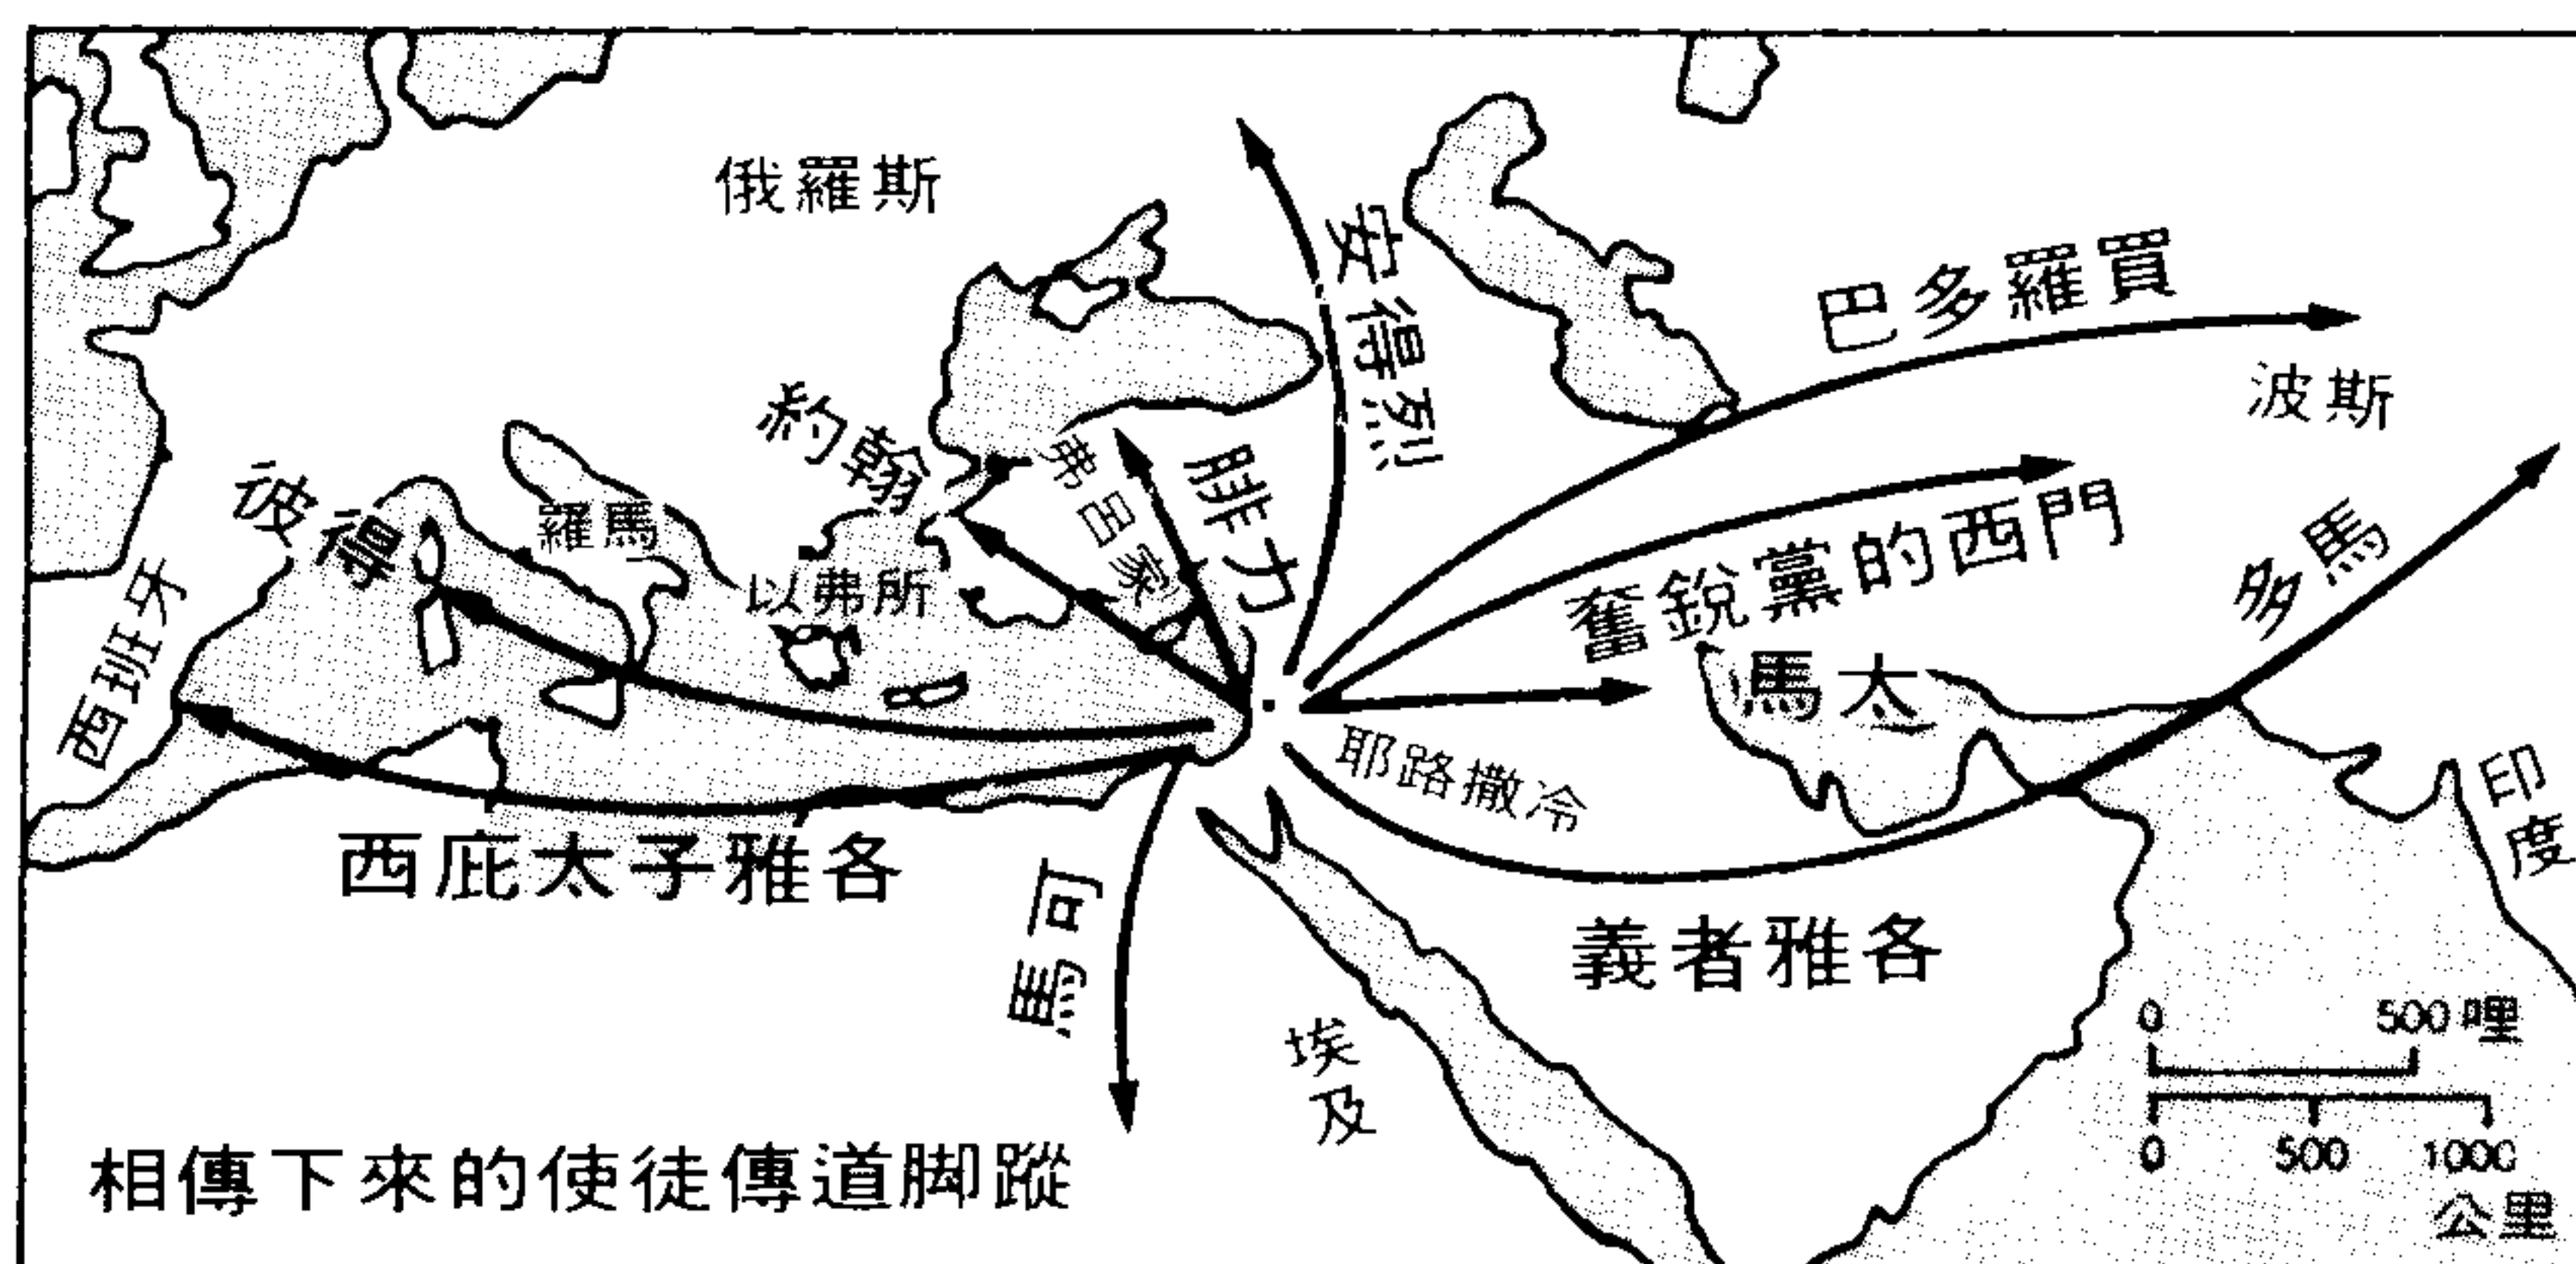 俄羅斯
安得烈
巴多羅買
波斯
約翰
弗呂家
腓力
彼得
羅馬
以弗所
奮銳黨的西門
多馬
西班牙
馬太
耶路撒冷
印度
西庇太子雅各
馬可
義者雅各
埃及
0 500 哩
0 500 1000
公里
相傳下來的使徒傳道脚蹤